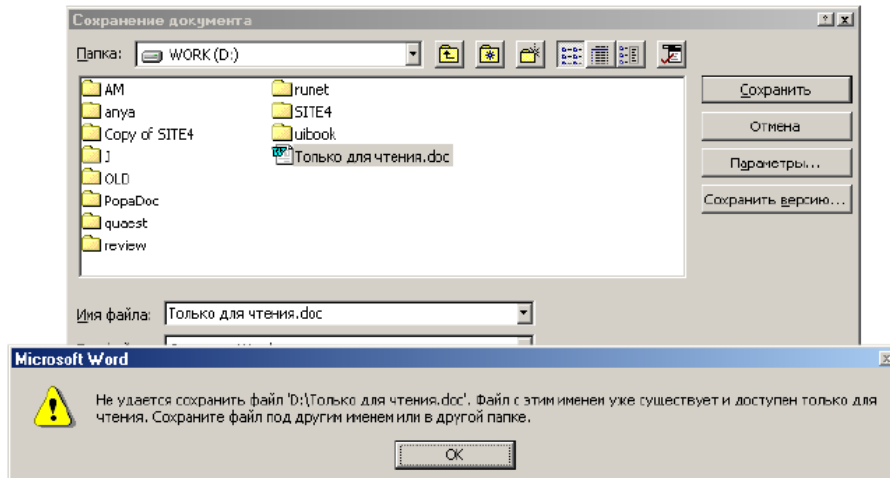 Сохранение документа
Папка: WORK (D:)
AM
anya
Copy of SITE4
J
OLD
PopaDoc
quaest
review
runet
SITE4
uibook
Только для чтения.doc
Сохранить
Отмена
Параметры...
Сохранить версию...
Имя файла: Только для чтения.doc
Microsoft Word
Не удается сохранить файл 'D:\Только для чтения.doc'. Файл с этим именем уже существует и доступен только для
чтения. Сохраните файл под другим именем или в другой папке.
OK